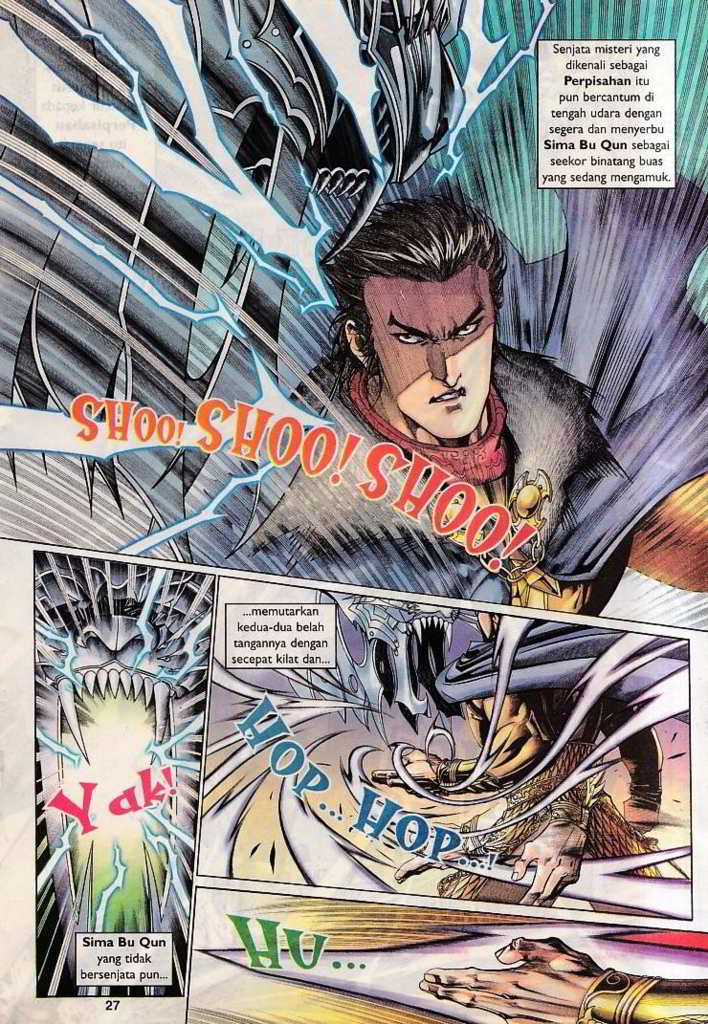 Senjata misteri yang
dikenali sebagai
Perpisahan itu
pun bercantum di
tengah udara dengan
segera dan menyerbu
Sima Bu Qun sebagai
seekor binatang buas
yang sedang mengamuk.
SHOO! SHOO! SHOO!
Yak!
Sima Bu Qun
yang tidak
bersenjata pun...
...memutarkan
kedua-dua belah
tangannya dengan
secepat kilat dan...
HOP... HOP...!
HU...
27